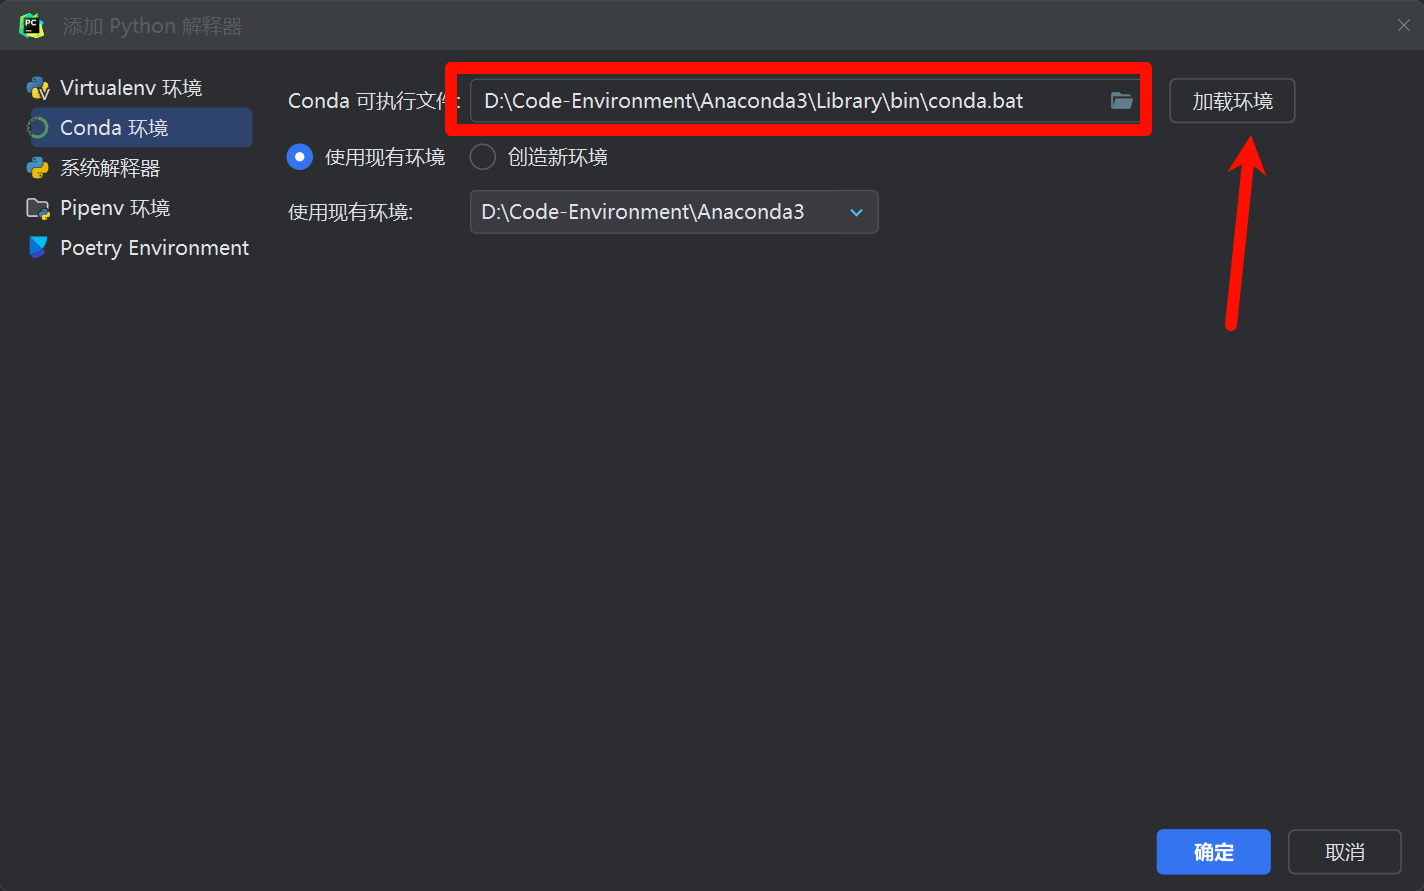 添加 Python 解释器
Virtualenv 环境
Conda 环境
系统解释器
Pipenv 环境
Poetry Environment
Conda 可执行文件: D:\Code-Environment\Anaconda3\Library\bin\conda.bat 加载环境
使用现有环境 创造新环境
使用现有环境: D:\Code-Environment\Anaconda3
确定 取消